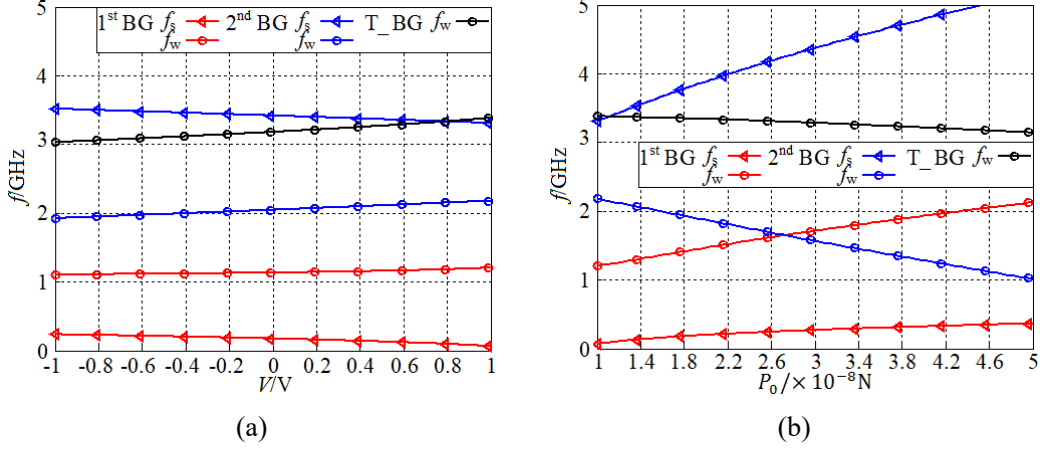 5
4
3
2
1
0
f/GHz
1st BG fs 2nd BG fs T_BG fw
fw fw
-1 -0.8 -0.6 -0.4 -0.2 0 0.2 0.4 0.6 0.8 1
V/V
(a)
5
4
3
2
1
0
f/GHz
1st BG fs 2nd BG fs T_BG fw
fw fw
1 1.4 1.8 2.2 2.6 3 3.4 3.8 4.2 4.6 5
P0/× 10−8N
(b)